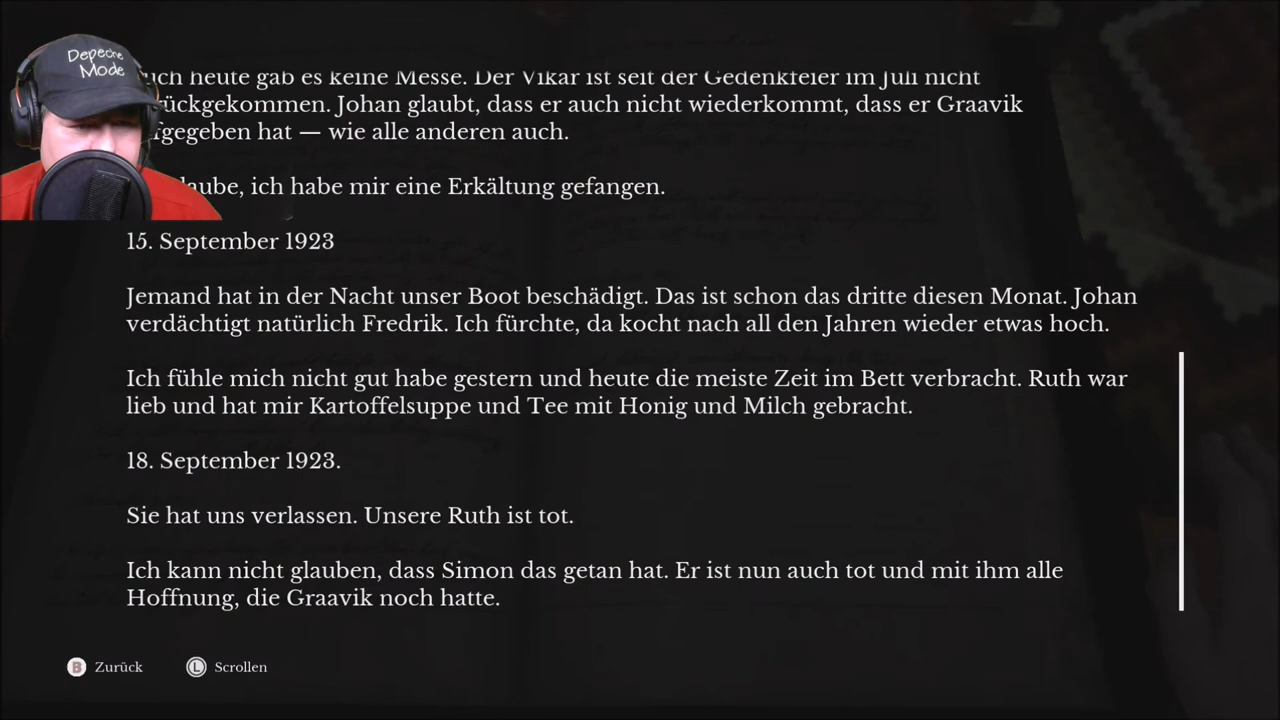 Depeche
Mode
heute gab es keine Messe. Der Vikar ist seit der Gedenkfeier im Juli nicht
rückgekommen. Johan glaubt, dass er auch nicht wiederkommt, dass er Graavik
fgegeben hat — wie alle anderen auch.
laube, ich habe mir eine Erkältung gefangen.
15. September 1923
Jemand hat in der Nacht unser Boot beschädigt. Das ist schon das dritte diesen Monat. Johan
verdächtigt natürlich Fredrik. Ich fürchte, da kocht nach all den Jahren wieder etwas hoch.
Ich fühle mich nicht gut habe gestern und heute die meiste Zeit im Bett verbracht. Ruth war
lieb und hat mir Kartoffelsuppe und Tee mit Honig und Milch gebracht.
18. September 1923.
Sie hat uns verlassen. Unsere Ruth ist tot.
Ich kann nicht glauben, dass Simon das getan hat. Er ist nun auch tot und mit ihm alle
Hoffnung, die Graavik noch hatte.
B Zurück L Scrollen